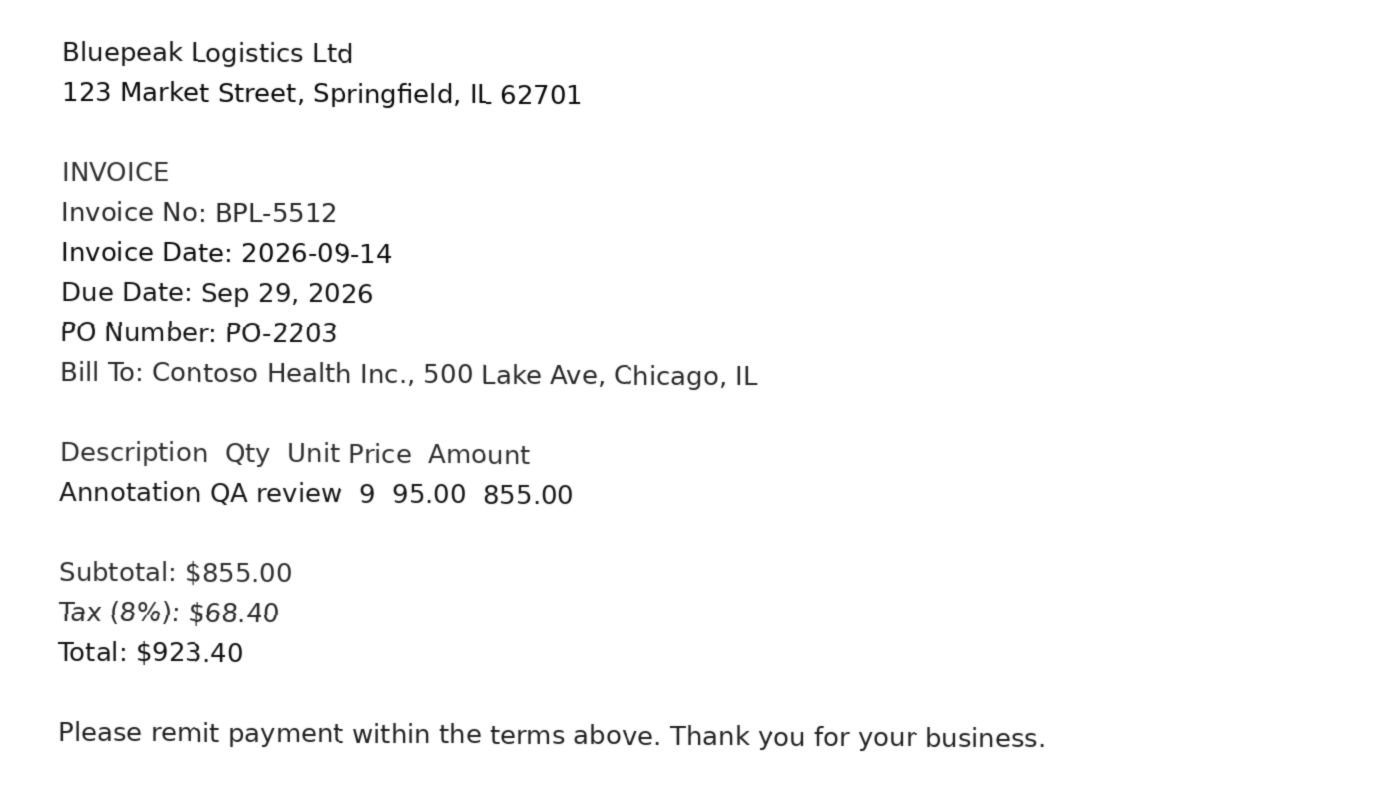 Bluepeak Logistics Ltd
123 Market Street, Springfield, IL 62701
INVOICE
Invoice No: BPL-5512
Invoice Date: 2026-09-14
Due Date: Sep 29, 2026
PO Number: PO-2203
Bill To: Contoso Health Inc., 500 Lake Ave, Chicago, IL
Description  Qty  Unit Price  Amount
Annotation QA review  9  95.00  855.00
Subtotal: $855.00
Tax (8%): $68.40
Total: $923.40
Please remit payment within the terms above. Thank you for your business.